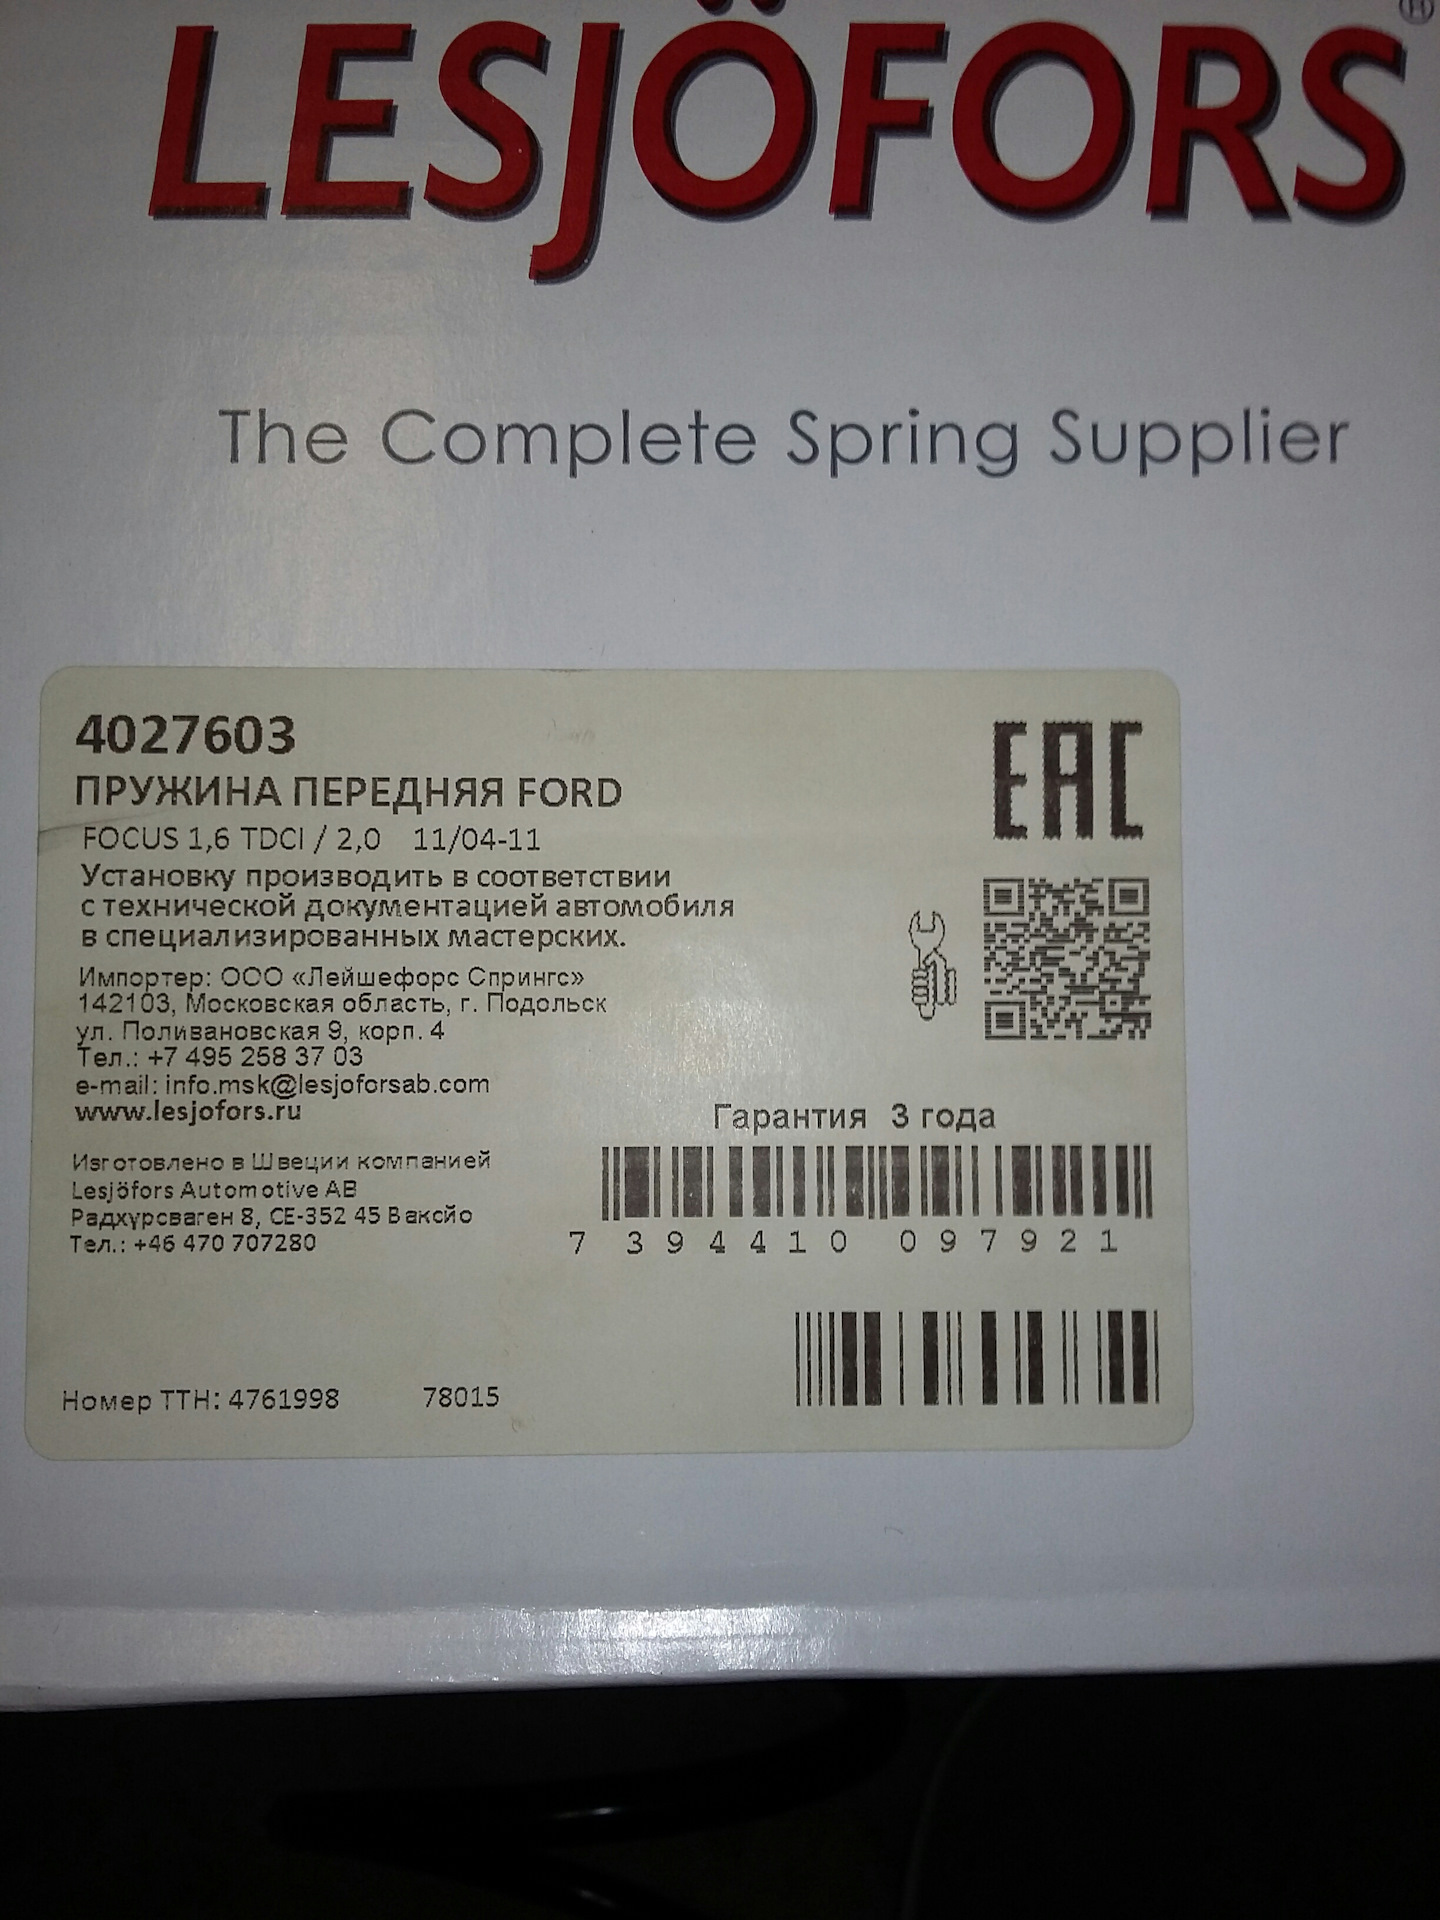 LESJÖFORS®
The Complete Spring Supplier
4027603
ПРУЖИНА ПЕРЕДНЯЯ FORD
FOCUS 1,6 TDCI / 2,0 11/04-11
Установку производить в соответствии
с технической документацией автомобиля
в специализированных мастерских.
EAC
Импортер: ООО «Лейшефорс Спрингс»
142103, Московская область, г. Подольск
ул. Поливановская 9, корп. 4
Тел.: +7 495 258 37 03
e-mail: info.msk@lesjoforsab.com
www.lesjofors.ru
Гарантия 3 года
Изготовлено в Швеции компанией
Lesjöfors Automotive AB
Радхурсваген 8, CE-352 45 Ваксйо
Тел.: +46 470 707280
7 394410 097921
Номер ТТН: 4761998 78015